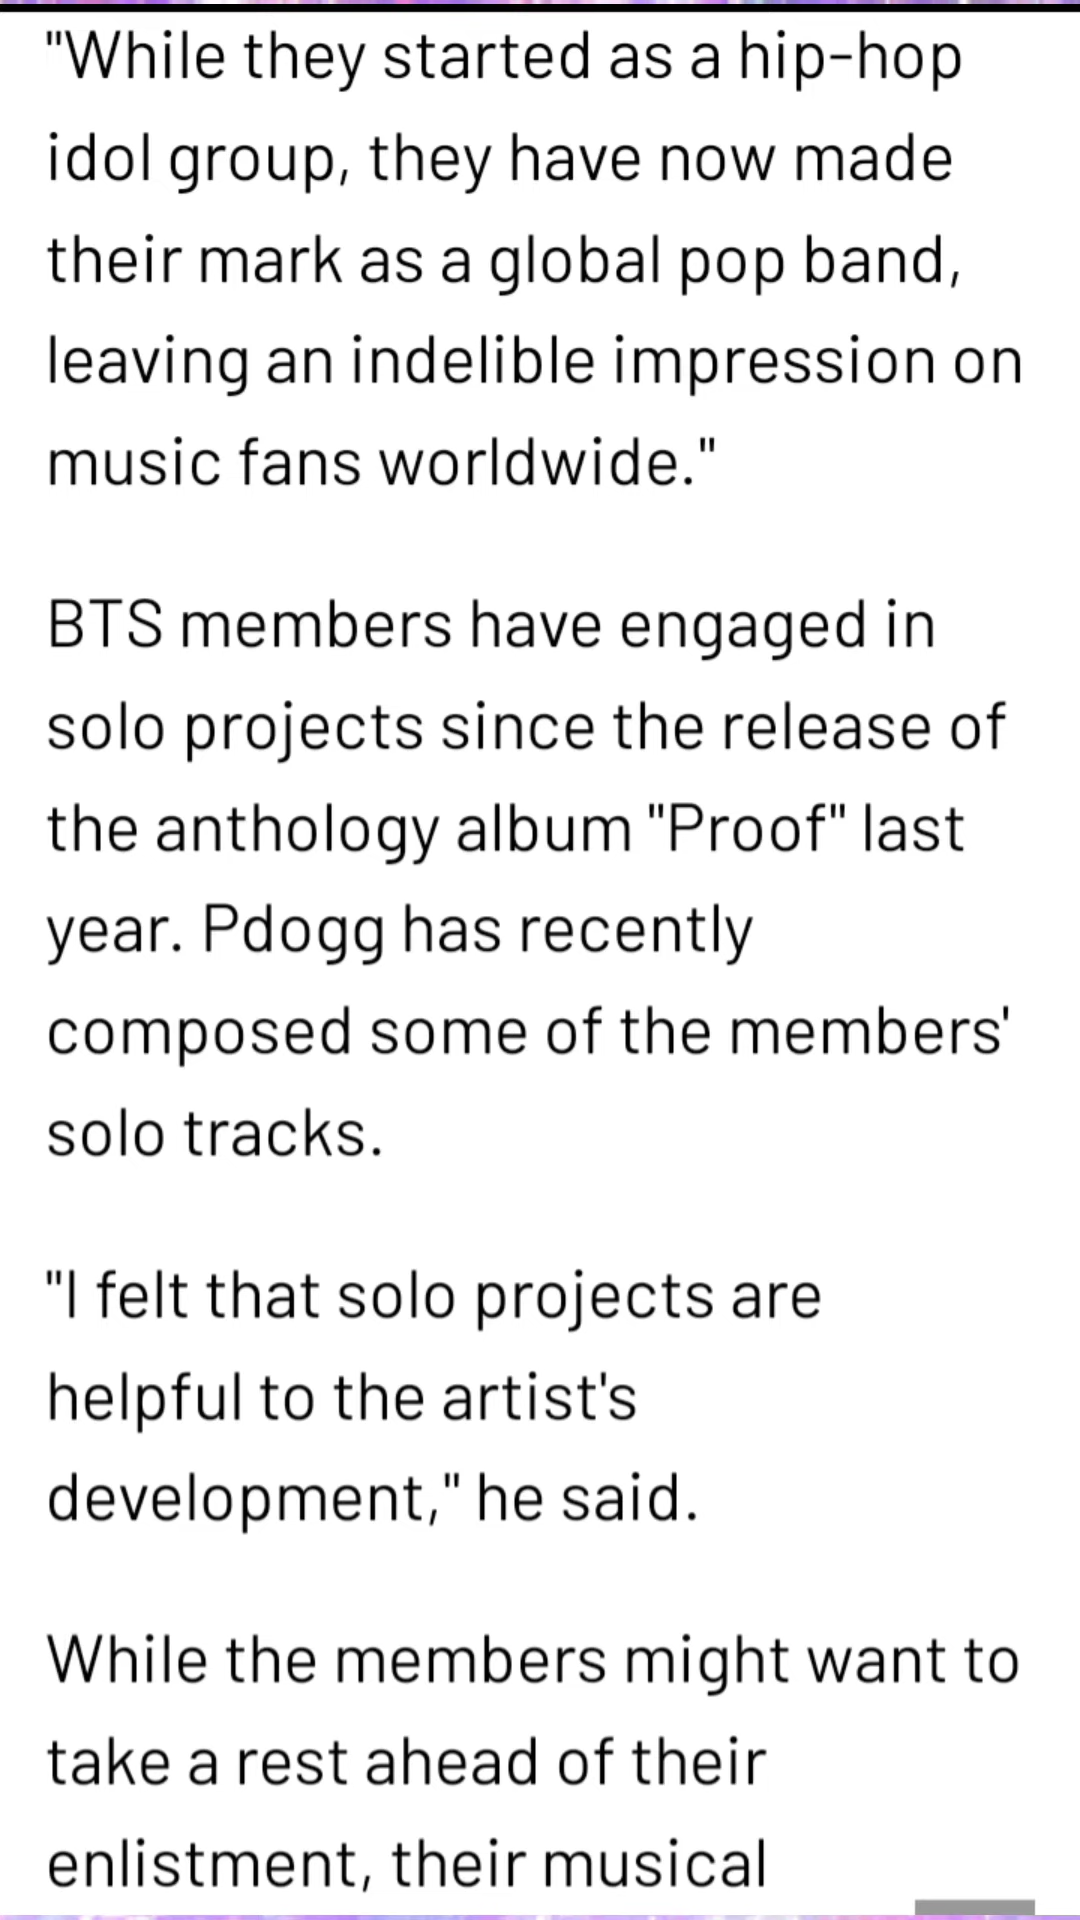 "While they started as a hip-hop
idol group, they have now made
their mark as a global pop band,
leaving an indelible impression on
music fans worldwide."
BTS members have engaged in
solo projects since the release of
the anthology album "Proof" last
year. Pdogg has recently
composed some of the members'
solo tracks.
"I felt that solo projects are
helpful to the artist's
development," he said.
While the members might want to
take a rest ahead of their
enlistment, their musical